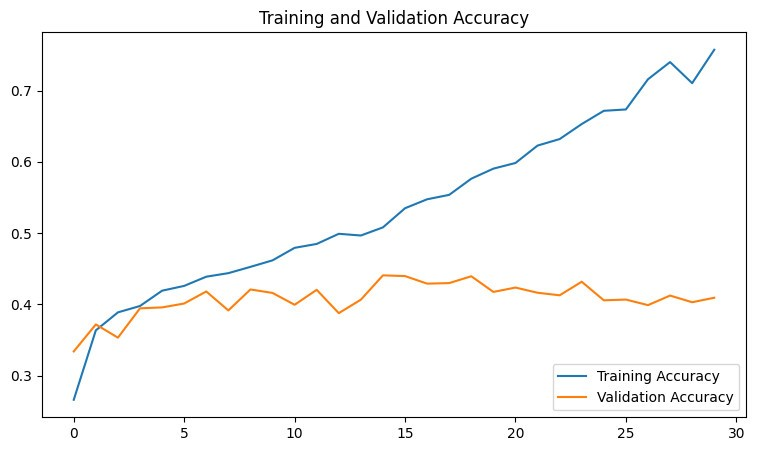 Training and Validation Accuracy
0.7
0.6
0.5
0.4
0.3
Training Accuracy
Validation Accuracy
0 5 10 15 20 25 30